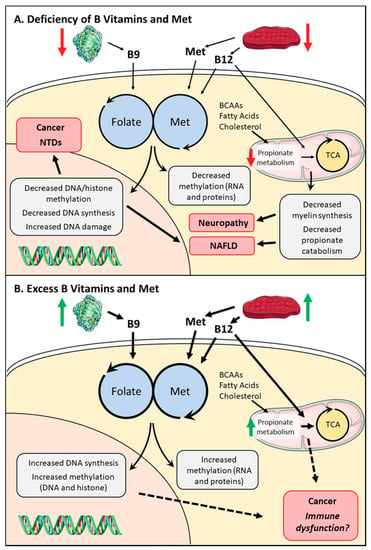 A. Deficiency of B Vitamins and Met
B9
Met
B12
Folate
Met
BCAAs
Fatty Acids
Cholesterol
Propionate
metabolism
TCA
Cancer
NTDs
Decreased
methylation (RNA
and proteins)
Decreased DNA/histone
methylation
Decreased DNA synthesis
Increased DNA damage
Neuropathy
NAFLD
Decreased
myelin synthesis
Decreased
propionate
catabolism
B. Excess B Vitamins and Met
B9
Met
B12
Folate
Met
BCAAs
Fatty Acids
Cholesterol
Propionate
metabolism
TCA
Increased DNA synthesis
Increased methylation
(DNA and histone)
Increased
methylation (RNA
and proteins)
Cancer
Immune
dysfunction?